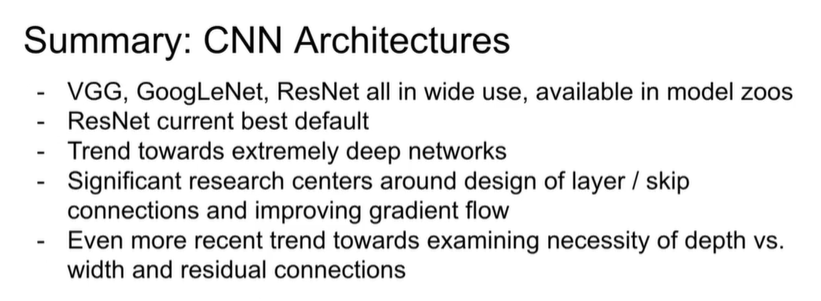 Summary: CNN Architectures
- VGG, GoogLeNet, ResNet all in wide use, available in model zoos
- ResNet current best default
- Trend towards extremely deep networks
- Significant research centers around design of layer / skip
connections and improving gradient flow
- Even more recent trend towards examining necessity of depth vs.
width and residual connections